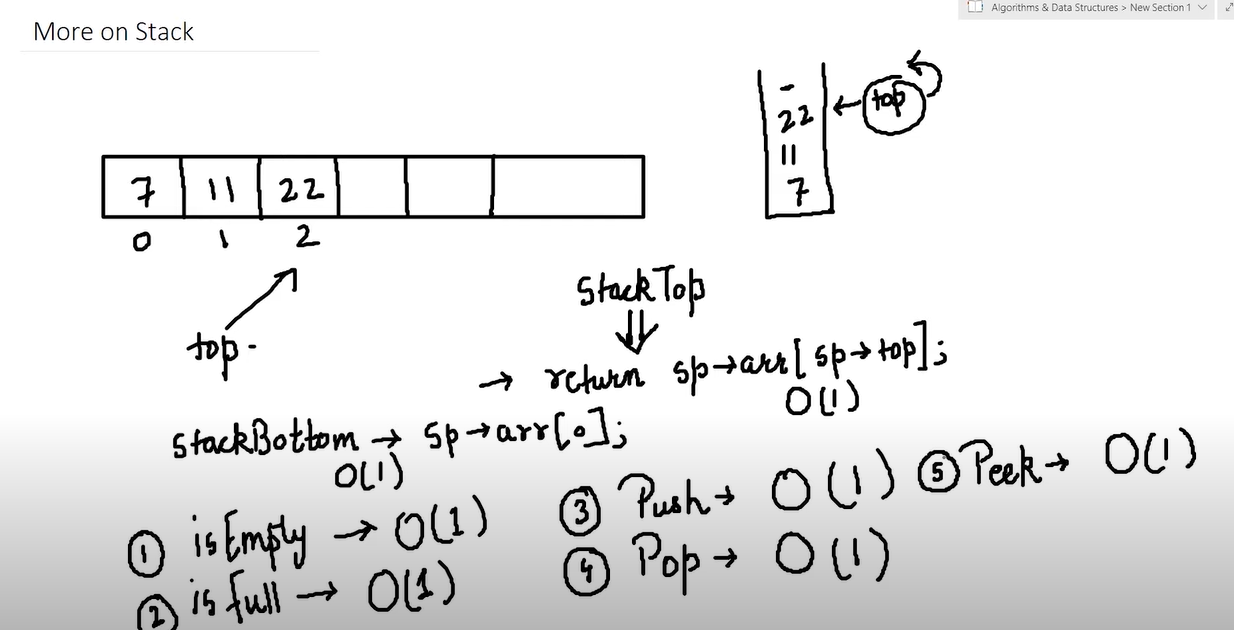 Algorithms & Data Structures > New Section 1
More on Stack
-
22 ← top
11
7
7 11 22
0 1 2
top -
StackTop
⇓
→ return sp→arr[sp→top];
O(1)
StackBottom → sp→arr[0];
O(1)
① isEmpty → O(1)
② is full → O(1)
③ Push → O(1)
④ Pop → O(1)
⑤ Peek → O(1)